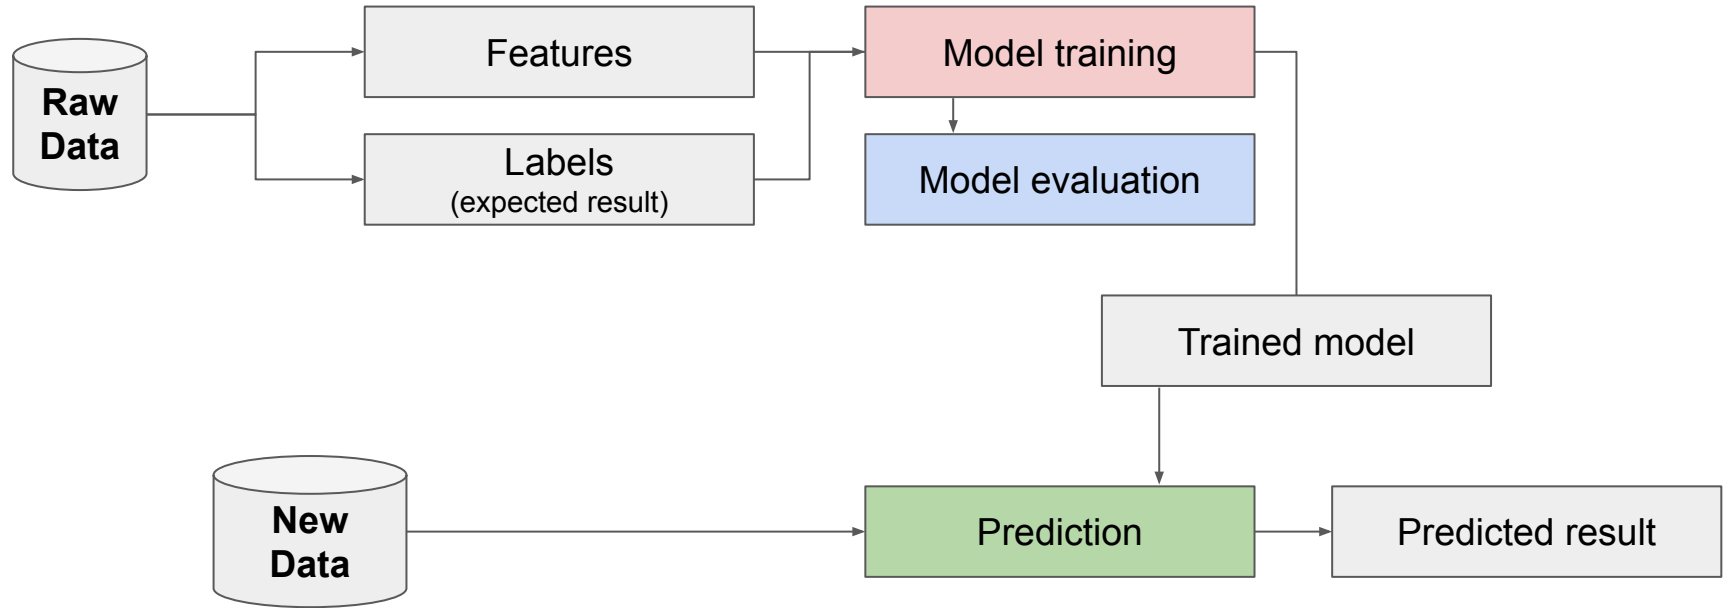 Features
Model training
Raw
Data
Labels
(expected result)
Model evaluation
Trained model
New
Data
Prediction
Predicted result